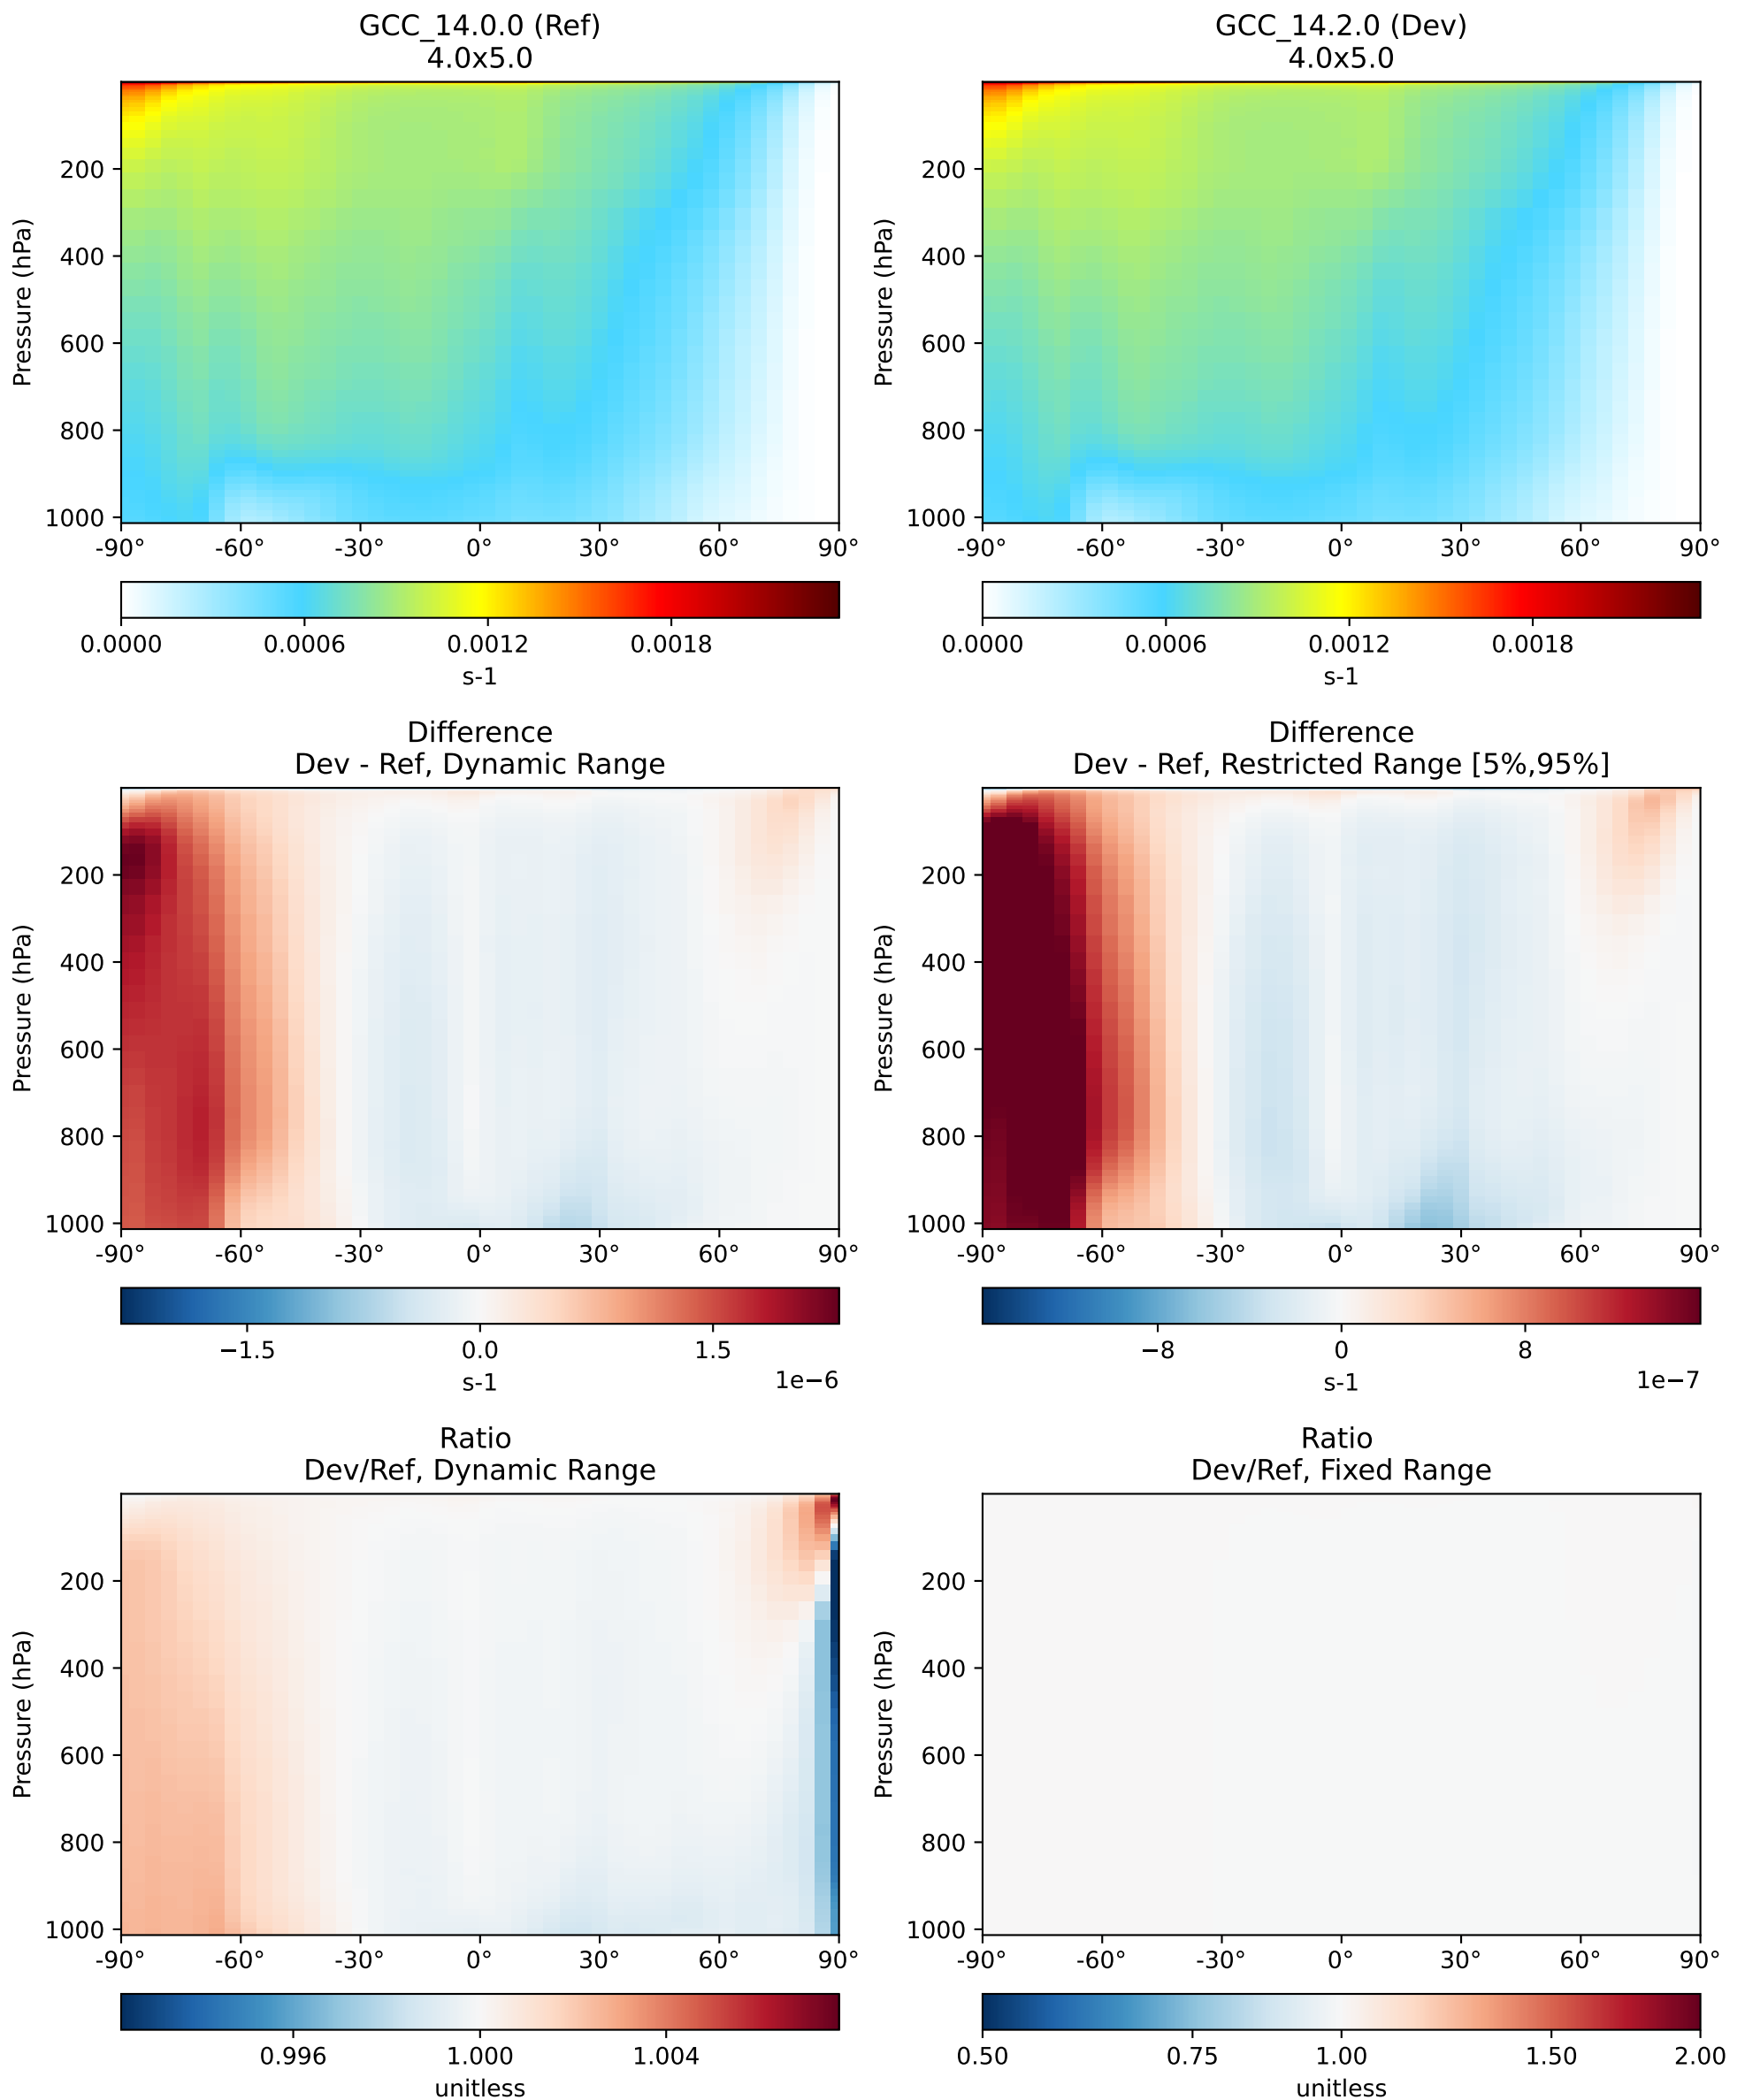 GCC_14.0.0 (Ref)
4.0x5.0
Pressure (hPa)
200
400
600
800
1000
-90° -60° -30° 0° 30° 60° 90°
0.0000 0.0006 0.0012 0.0018
s-1
GCC_14.2.0 (Dev)
4.0x5.0
Pressure (hPa)
200
400
600
800
1000
-90° -60° -30° 0° 30° 60° 90°
0.0000 0.0006 0.0012 0.0018
s-1
Difference
Dev - Ref, Dynamic Range
Pressure (hPa)
200
400
600
800
1000
-90° -60° -30° 0° 30° 60° 90°
−1.5 0.0 1.5
s-1 1e−6
Difference
Dev - Ref, Restricted Range [5%,95%]
Pressure (hPa)
200
400
600
800
1000
-90° -60° -30° 0° 30° 60° 90°
−8 0 8
s-1 1e−7
Ratio
Dev/Ref, Dynamic Range
Pressure (hPa)
200
400
600
800
1000
-90° -60° -30° 0° 30° 60° 90°
0.996 1.000 1.004
unitless
Ratio
Dev/Ref, Fixed Range
Pressure (hPa)
200
400
600
800
1000
-90° -60° -30° 0° 30° 60° 90°
0.50 0.75 1.00 1.50 2.00
unitless